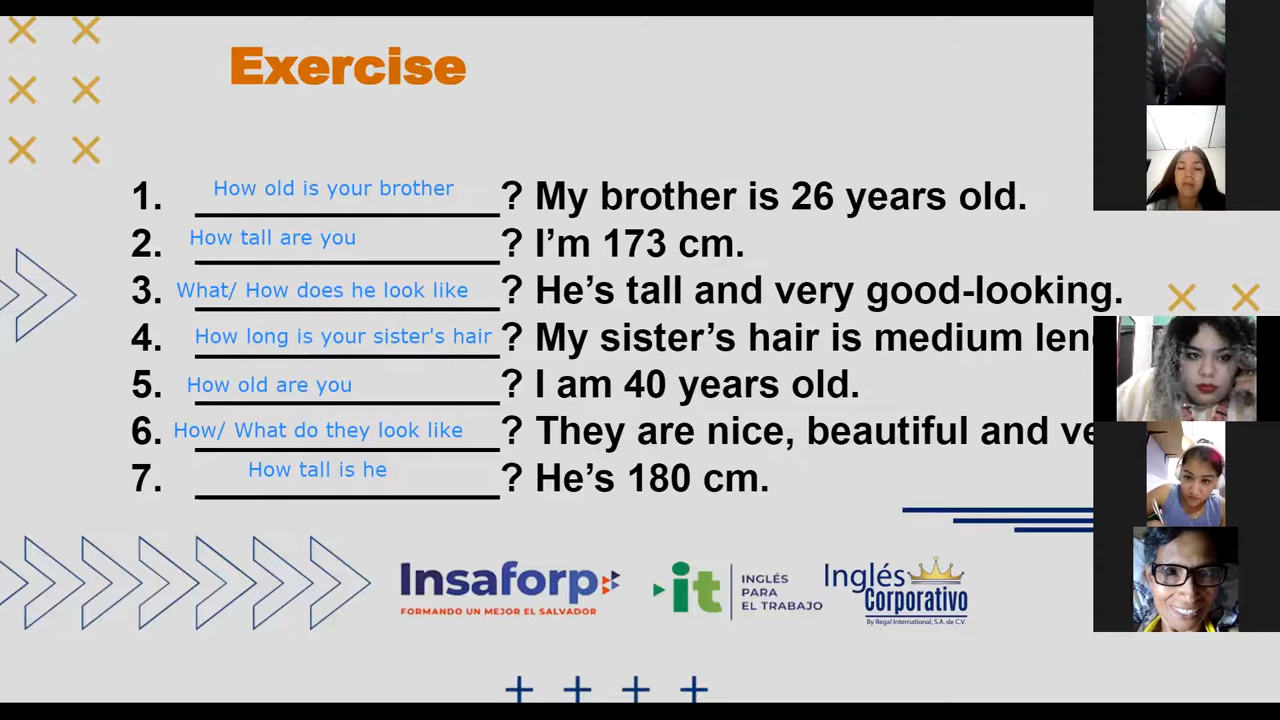 Exercise
1. How old is your brother? My brother is 26 years old.
2. How tall are you? I'm 173 cm.
3. What/ How does he look like? He's tall and very good-looking.
4. How long is your sister's hair? My sister's hair is medium
5. How old are you? I am 40 years old.
6. How/ What do they look like? They are nice, beautiful and
7. How tall is he? He's 180 cm.
Insaforp
FORMANDO UN MEJOR EL SALVADOR
it
INGLÉS
PARA
EL TRABAJO
Inglés
Corporativo
By Regal International, S.A. de C.V.